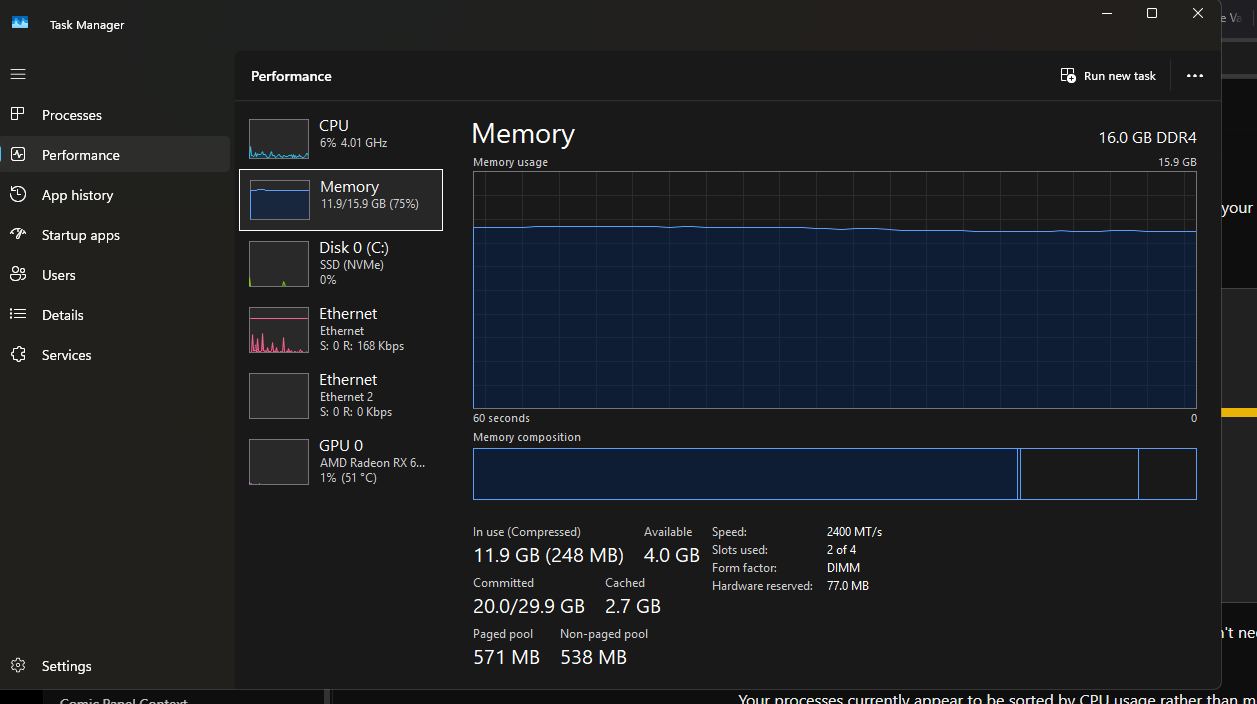 Task Manager
Performance
Run new task
Processes
Performance
App history
Startup apps
Users
Details
Services
Settings
CPU
6% 4.01 GHz
Memory
11.9/15.9 GB (75%)
Disk 0 (C:)
SSD (NVMe)
0%
Ethernet
Ethernet
S: 0 R: 168 Kbps
Ethernet
Ethernet 2
S: 0 R: 0 Kbps
GPU 0
AMD Radeon RX 6...
1% (51 °C)
Memory
16.0 GB DDR4
Memory usage
15.9 GB
60 seconds
0
Memory composition
In use (Compressed)
11.9 GB (248 MB)
Available
4.0 GB
Committed
20.0/29.9 GB
Cached
2.7 GB
Paged pool
571 MB
Non-paged pool
538 MB
Speed: 2400 MT/s
Slots used: 2 of 4
Form factor: DIMM
Hardware reserved: 77.0 MB
your
Comic Panel Context
Your processes currently appear to be sorted by CPU usage rather than